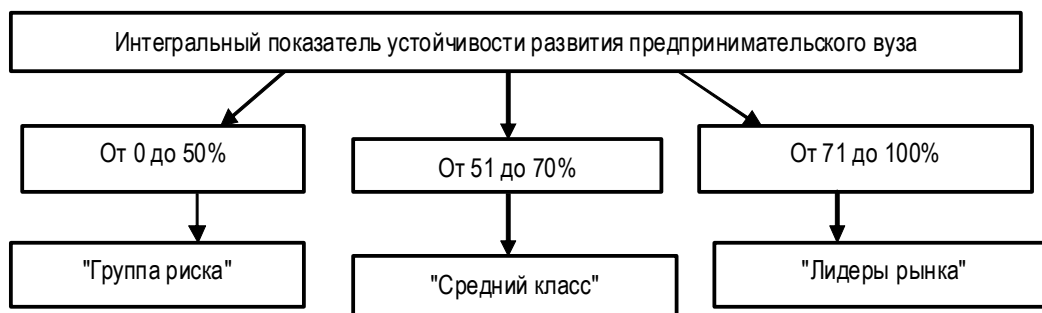 Интегральный показатель устойчивости развития предпринимательского вуза
От 0 до 50%
От 51 до 70%
От 71 до 100%
"Группа риска"
"Средний класс"
"Лидеры рынка"